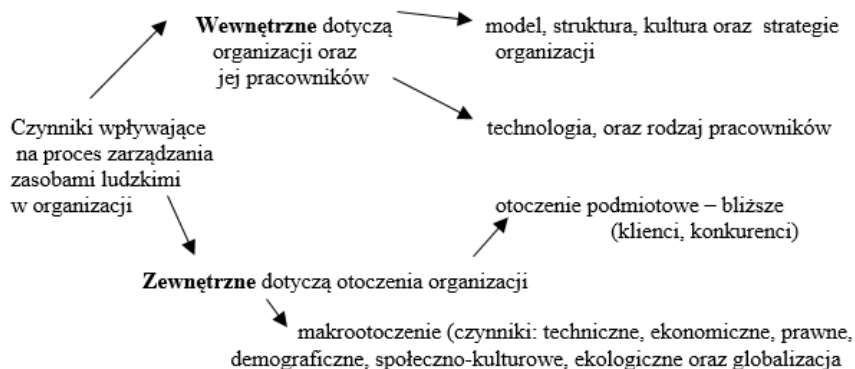 Wewnętrzne dotyczą
organizacji oraz
jej pracowników
model, struktura, kultura oraz strategie
organizacji
technologia, oraz rodzaj pracowników
Czynniki wpływające
na proces zarządzania
zasobami ludzkimi
w organizacji
otoczenie podmiotowe – bliższe
(klienci, konkurenci)
Zewnętrzne dotyczą otoczenia organizacji
makrootoczenie (czynniki: techniczne, ekonomiczne, prawne,
demograficzne, społeczno-kulturowe, ekologiczne oraz globalizacja